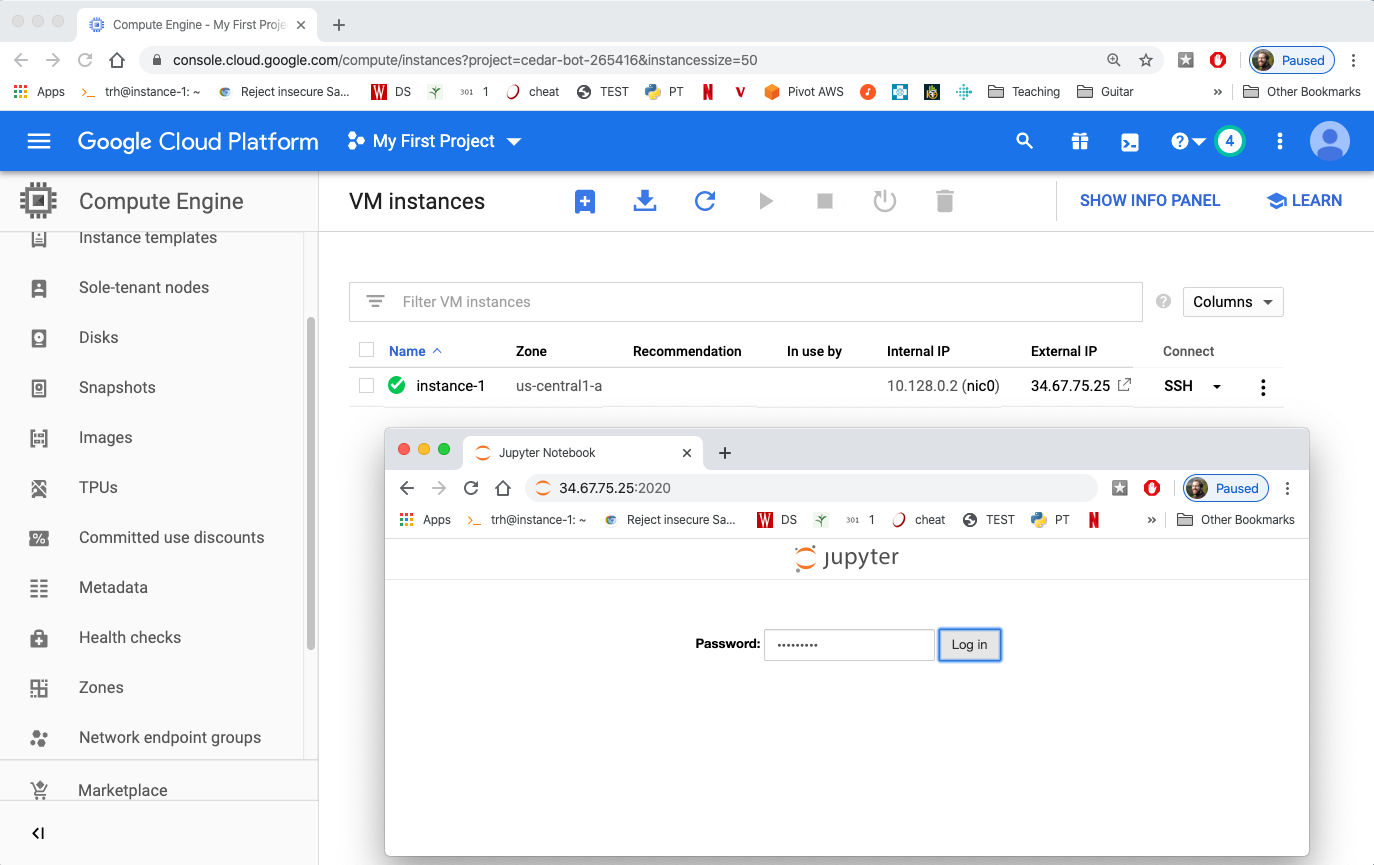 Compute Engine - My First Proje
console.cloud.google.com/compute/instances?project=cedar-bot-265416&instancessize=50
Paused
Apps
trh@instance-1: ~
Reject insecure Sa...
W DS
301 1
cheat
TEST
PT
N
V
Pivot AWS
Teaching
Guitar
»
Other Bookmarks
Google Cloud Platform
My First Project
?
4
Compute Engine
VM instances
SHOW INFO PANEL
LEARN
Instance templates
Sole-tenant nodes
Disks
Snapshots
Images
TPUs
Committed use discounts
Metadata
Health checks
Zones
Network endpoint groups
Marketplace
Filter VM instances
?
Columns
Name
Zone
Recommendation
In use by
Internal IP
External IP
Connect
instance-1
us-central1-a
10.128.0.2 (nic0)
34.67.75.25
SSH
Jupyter Notebook
34.67.75.25:2020
Paused
Apps
trh@instance-1: ~
Reject insecure Sa...
W DS
301 1
cheat
TEST
PT
N
»
Other Bookmarks
jupyter
Password:
Log in